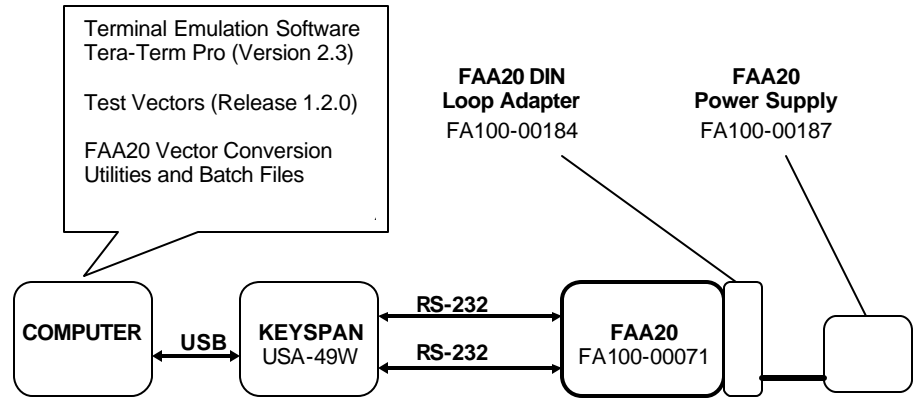 Terminal Emulation Software
Tera-Term Pro (Version 2.3)
Test Vectors (Release 1.2.0)
FAA20 Vector Conversion
Utilities and Batch Files
FAA20 DIN
Loop Adapter
FA100-00184
FAA20
Power Supply
FA100-00187
COMPUTER
USB
KEYSPAN
USA-49W
RS-232
RS-232
FAA20
FA100-00071